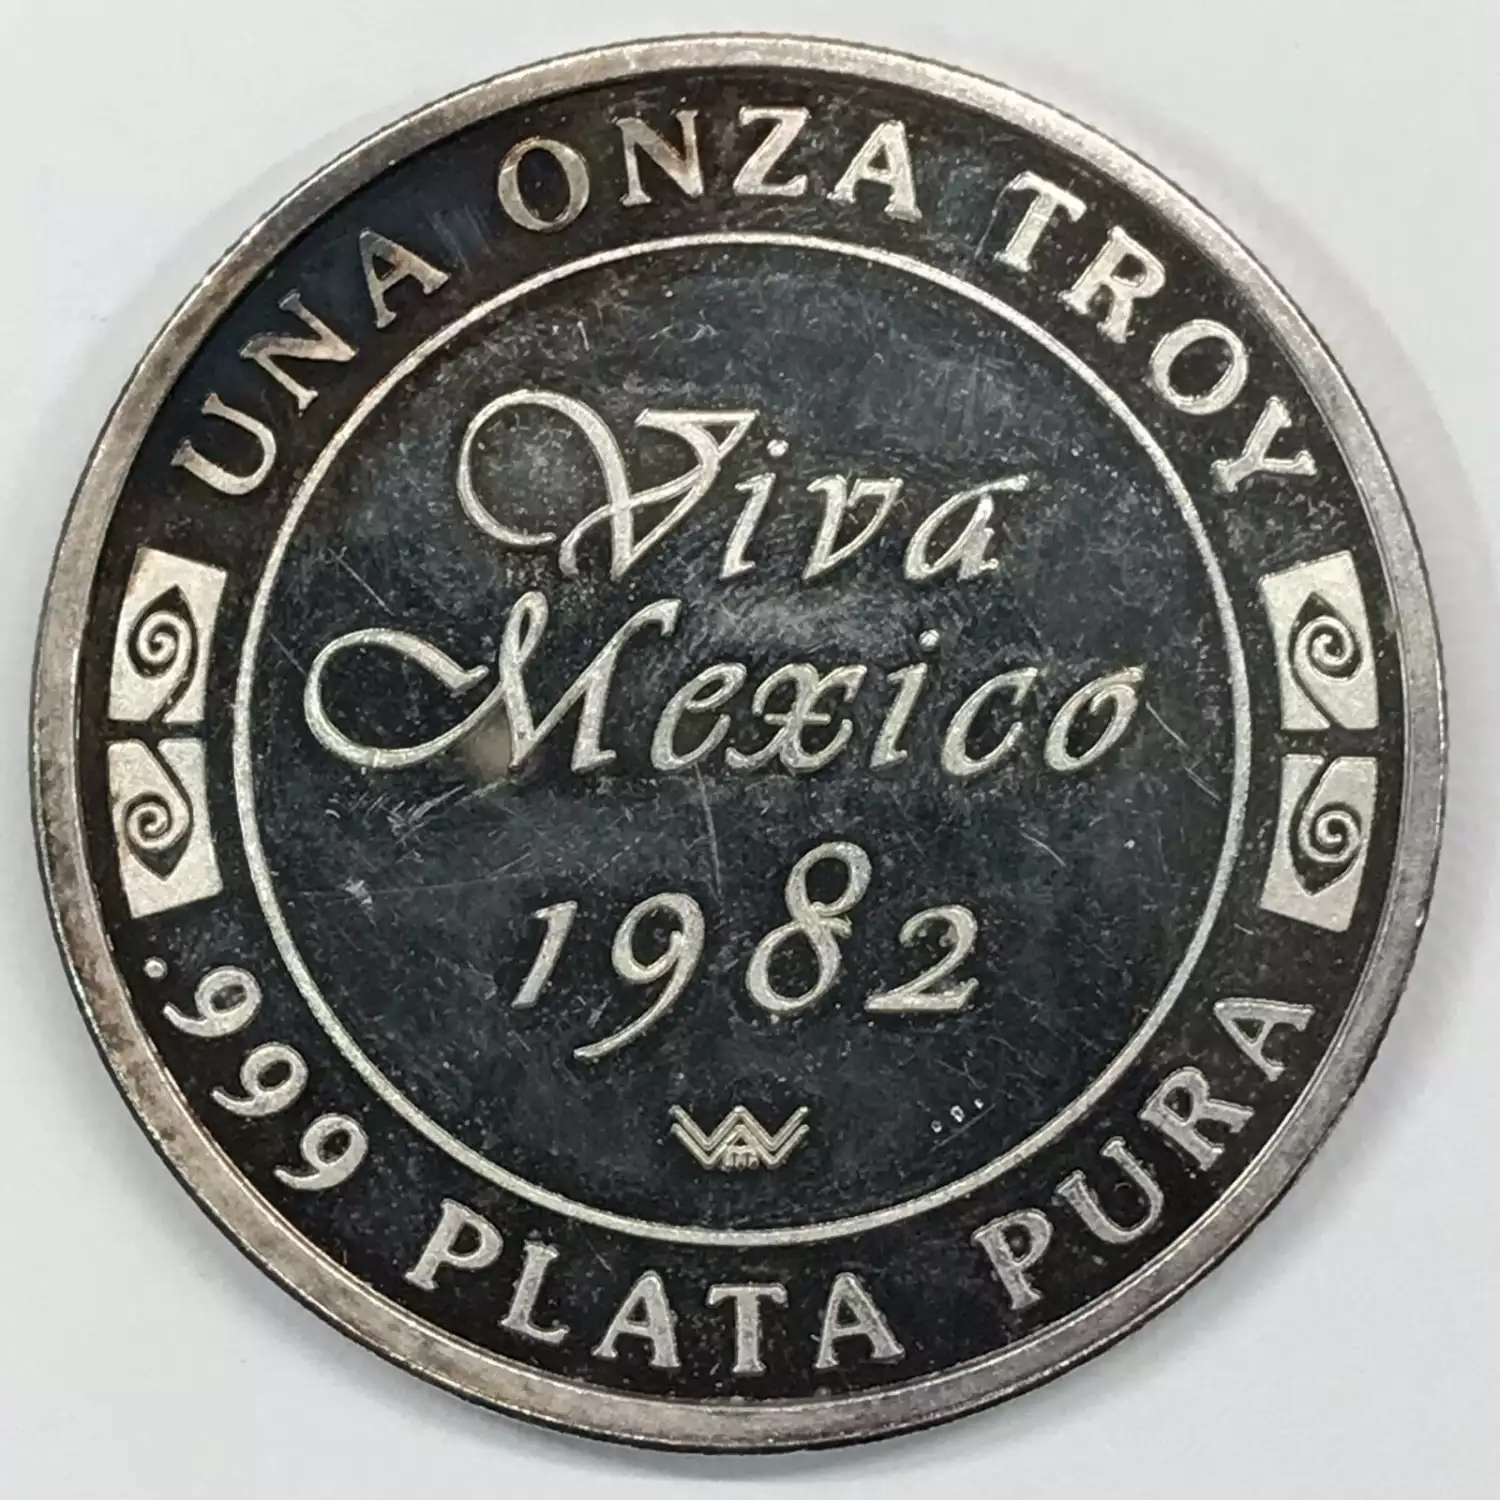 UNA ONZA TROY
Viva
Mexico
1982
.999 PLATA PURA